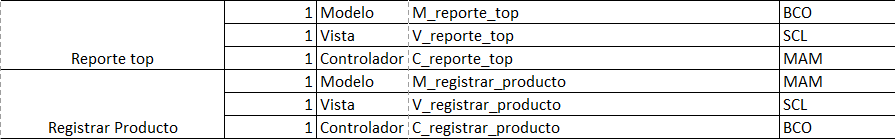 1 Modelo M_reporte_top BCO
1 Vista V_reporte_top SCL
Reporte top 1 Controlador C_reporte_top MAM
1 Modelo M_registrar_producto MAM
1 Vista V_registrar_producto SCL
Registrar Producto 1 Controlador C_registrar_producto BCO